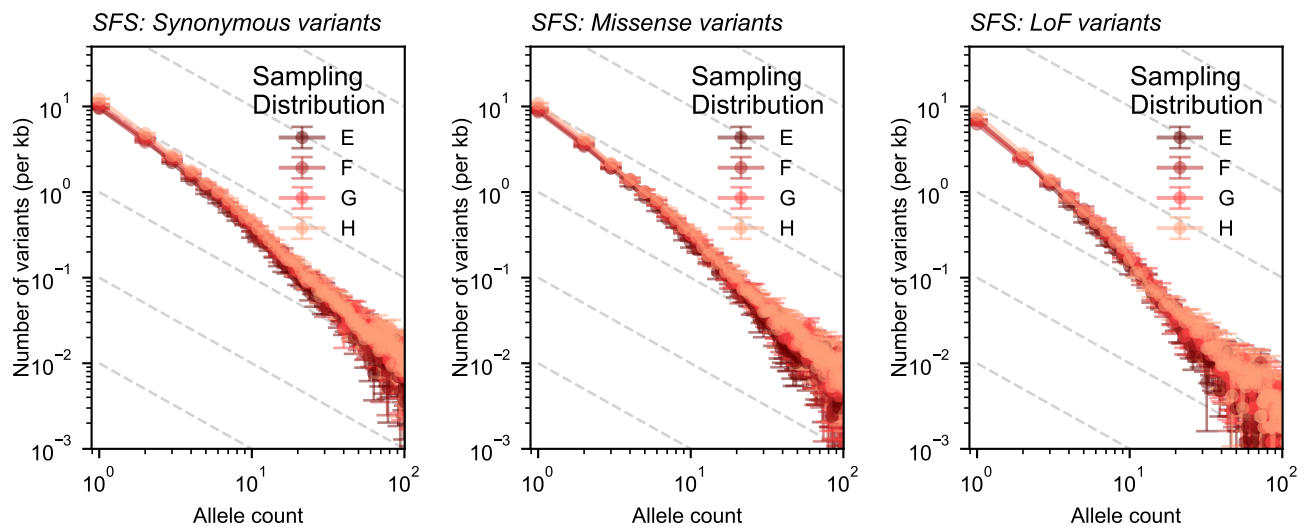 SFS: Synonymous variants
Number of variants (per kb)
10^1
10^0
10^−1
10^−2
10^−3
Sampling
Distribution
E
F
G
H
10^0 10^1 10^2
Allele count
SFS: Missense variants
Number of variants (per kb)
10^1
10^0
10^−1
10^−2
10^−3
Sampling
Distribution
E
F
G
H
10^0 10^1 10^2
Allele count
SFS: LoF variants
Number of variants (per kb)
10^1
10^0
10^−1
10^−2
10^−3
Sampling
Distribution
E
F
G
H
10^0 10^1 10^2
Allele count